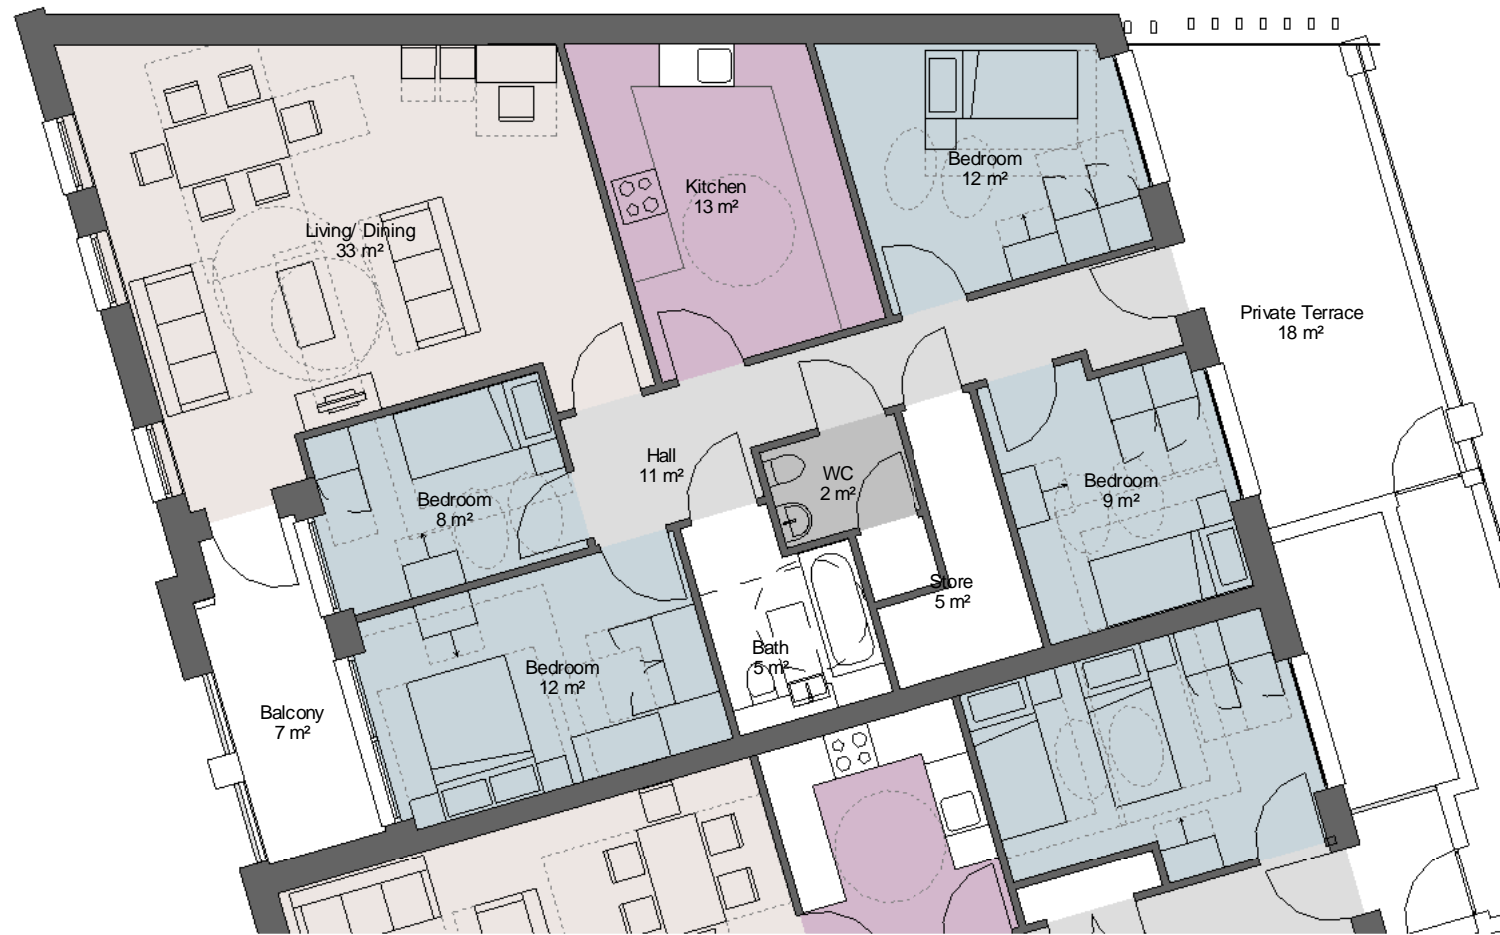 Bedroom
12 m²
Kitchen
13 m²
Living/ Dining
33 m²
Private Terrace
18 m²
Hall
11 m²
WC
2 m²
Bedroom
9 m²
Bedroom
8 m²
Store
5 m²
Bath
5 m²
Bedroom
12 m²
Balcony
7 m²